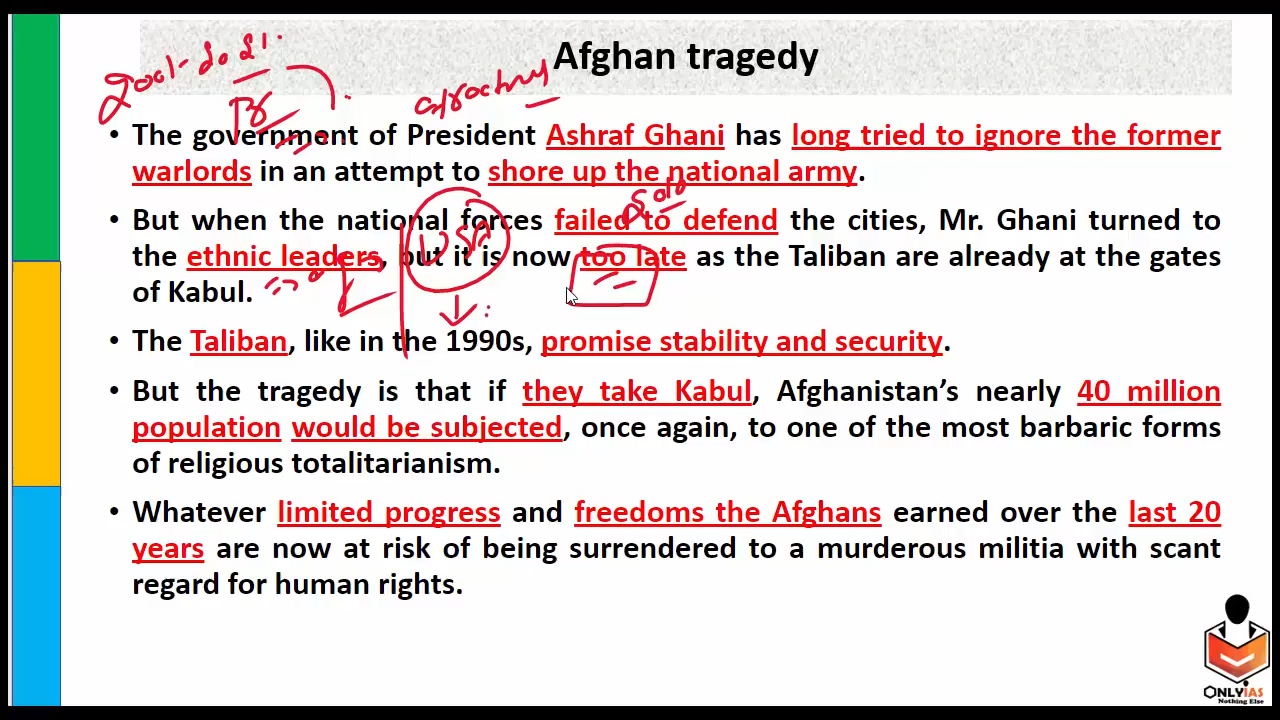 Afghan tragedy
2001-2021.
• The government of President Ashraf Ghani has long tried to ignore the former
warlords in an attempt to shore up the national army.
• But when the national forces failed to defend the cities, Mr. Ghani turned to
USA
the ethnic leaders, but it is now too late as the Taliban are already at the gates
of Kabul.
• The Taliban, like in the 1990s, promise stability and security.
• But the tragedy is that if they take Kabul, Afghanistan’s nearly 40 million
population would be subjected, once again, to one of the most barbaric forms
of religious totalitarianism.
• Whatever limited progress and freedoms the Afghans earned over the last 20
years are now at risk of being surrendered to a murderous militia with scant
regard for human rights.
ONLYIAS
Nothing Else